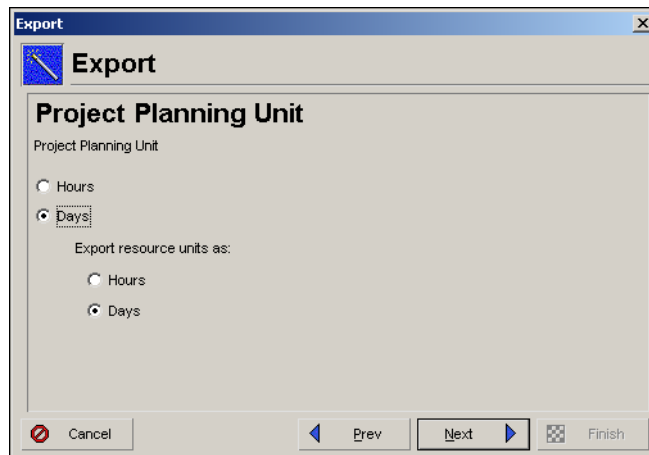 Export
Export
Project Planning Unit
Project Planning Unit
Hours
Days
Export resource units as:
Hours
Days
Cancel Prev Next Finish